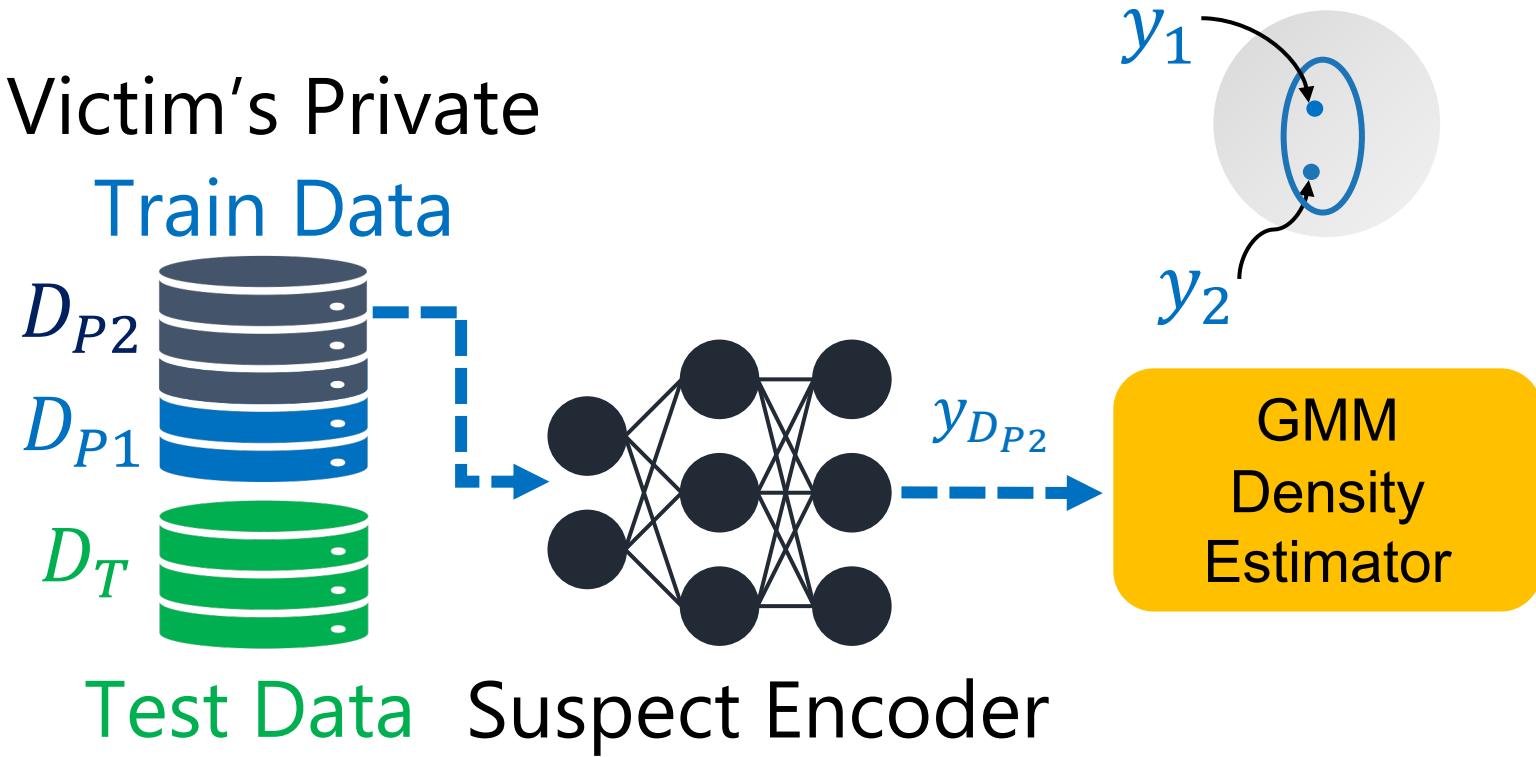 y1
Victim's Private
Train Data
DP2
y2
DP1
yDP2
GMM
Density
Estimator
DT
Test Data
Suspect Encoder